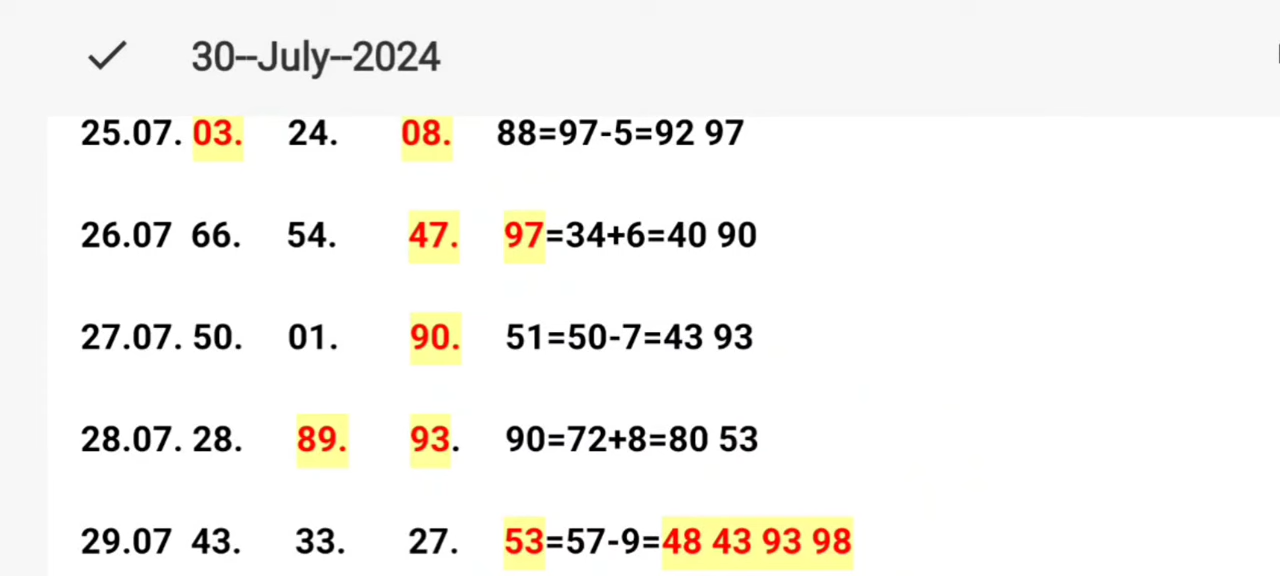 30--July--2024
25.07. 03. 24. 08. 88=97-5=92 97
26.07 66. 54. 47. 97=34+6=40 90
27.07. 50. 01. 90. 51=50-7=43 93
28.07. 28. 89. 93. 90=72+8=80 53
29.07 43. 33. 27. 53=57-9=48 43 93 98